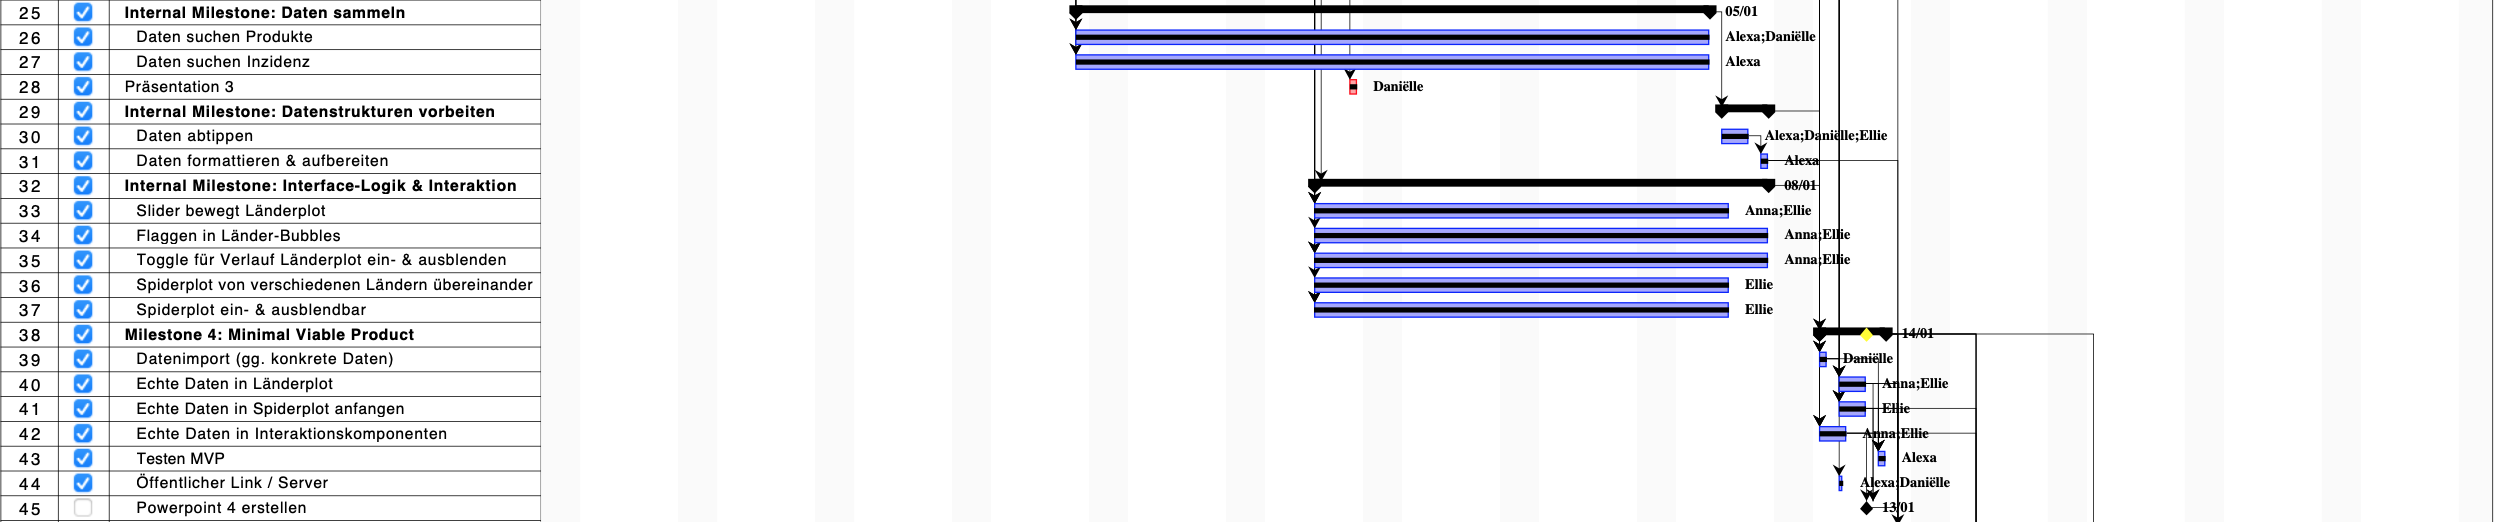 25 Internal Milestone: Daten sammeln 05/01
26 Daten suchen Produkte Alexa;Daniëlle
27 Daten suchen Inzidenz Alexa
28 Präsentation 3 Daniëlle
29 Internal Milestone: Datenstrukturen vorbeiten
30 Daten abtippen Alexa;Daniëlle;Ellie
31 Daten formattieren & aufbereiten Alexa
32 Internal Milestone: Interface-Logik & Interaktion 08/01
33 Slider bewegt Länderplot Anna;Ellie
34 Flaggen in Länder-Bubbles Anna;Ellie
35 Toggle für Verlauf Länderplot ein- & ausblenden Anna;Ellie
36 Spiderplot von verschiedenen Ländern übereinander Ellie
37 Spiderplot ein- & ausblendbar Ellie
38 Milestone 4: Minimal Viable Product 14/01
39 Datenimport (gg. konkrete Daten) Daniëlle
40 Echte Daten in Länderplot Anna;Ellie
41 Echte Daten in Spiderplot anfangen Ellie
42 Echte Daten in Interaktionskomponenten Anna;Ellie
43 Testen MVP Alexa
44 Öffentlicher Link / Server Alexa;Daniëlle
45 Powerpoint 4 erstellen 13/01